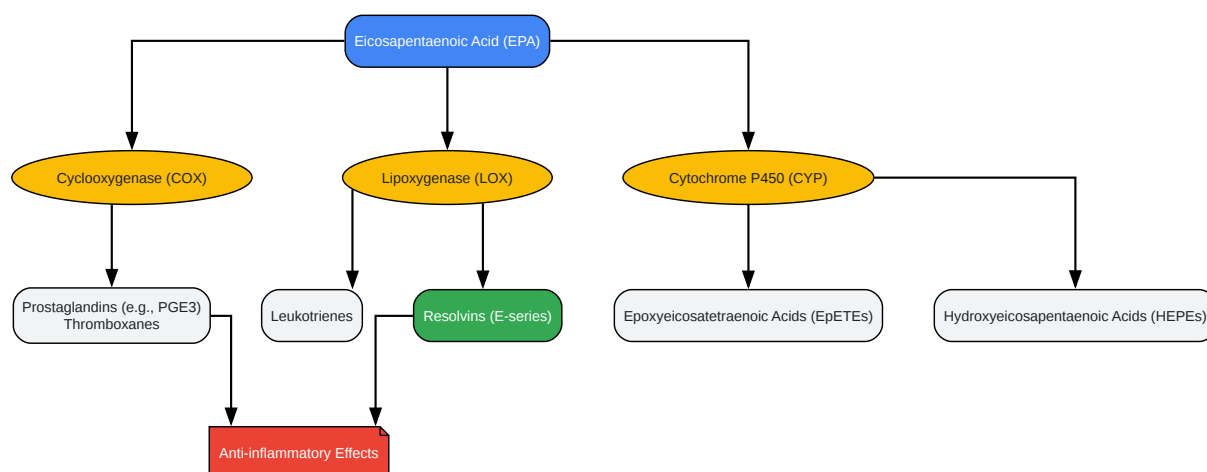 Eicosapentaenoic Acid (EPA)
Cyclooxygenase (COX)
Lipoxygenase (LOX)
Cytochrome P450 (CYP)
Prostaglandins (e.g., PGE3)
Thromboxanes
Leukotrienes
Resolvins (E-series)
Epoxyeicosatetraenoic Acids (EpETEs)
Hydroxyeicosapentaenoic Acids (HEPEs)
Anti-inflammatory Effects